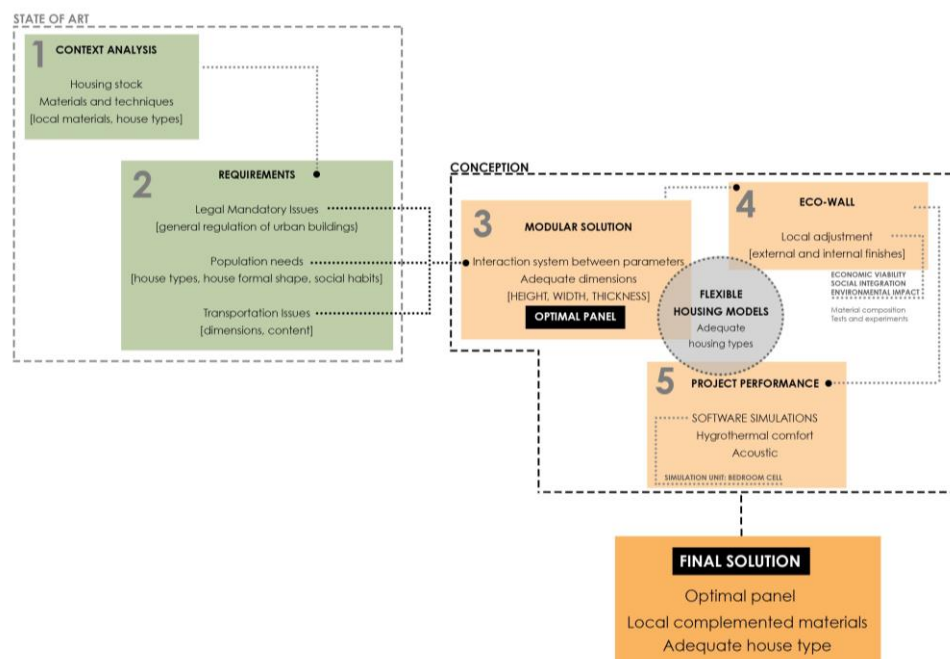 STATE OF ART
1
CONTEXT ANALYSIS
Housing stock
Materials and techniques
[local materials, house types]
2
REQUIREMENTS
Legal Mandatory Issues
[general regulation of urban buildings]
Population needs
[house types, house formal shape, social habits]
Transportation Issues
[dimensions, content]
CONCEPTION
3
MODULAR SOLUTION
Interaction system between parameters
Adequate dimensions
[HEIGHT, WIDTH, THICKNESS]
OPTIMAL PANEL
4
ECO-WALL
Local adjustment
[external and internal finishes]
ECONOMIC VIABILITY
SOCIAL INTEGRATION
ENVIRONMENTAL IMPACT
Material composition
Tests and experiments
FLEXIBLE
HOUSING MODELS
Adequate
housing types
5
PROJECT PERFORMANCE
SOFTWARE SIMULATIONS
Hygrothermal comfort
Acoustic
SIMULATION UNIT: BEDROOM CELL
FINAL SOLUTION
Optimal panel
Local complemented materials
Adequate house type